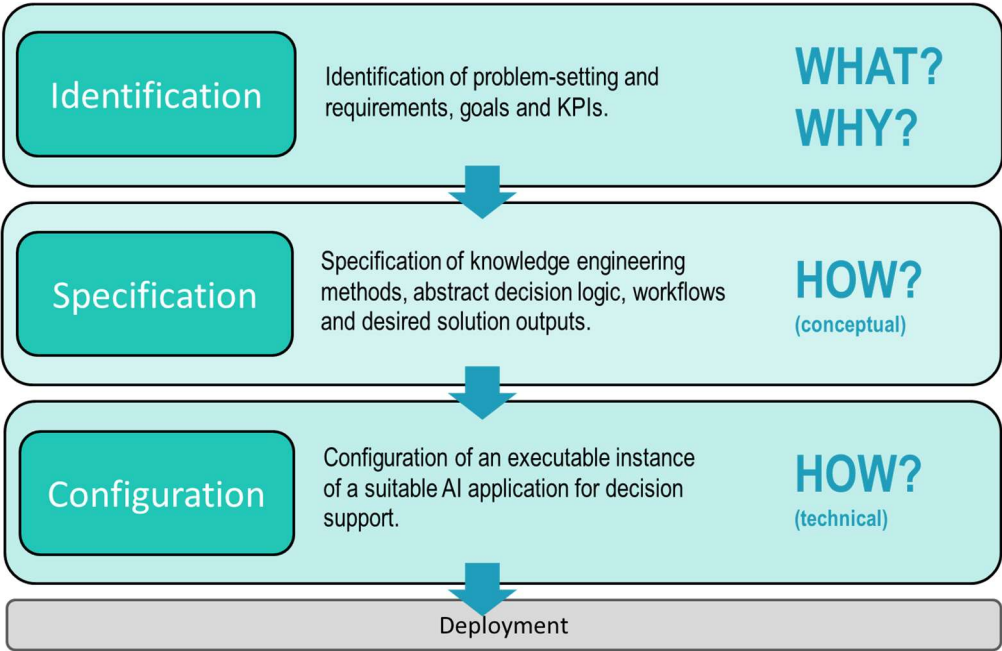 Identification
Identification of problem-setting and
requirements, goals and KPIs.
WHAT?
WHY?
Specification
Specification of knowledge engineering
methods, abstract decision logic, workflows
and desired solution outputs.
HOW?
(conceptual)
Configuration
Configuration of an executable instance
of a suitable AI application for decision
support.
HOW?
(technical)
Deployment